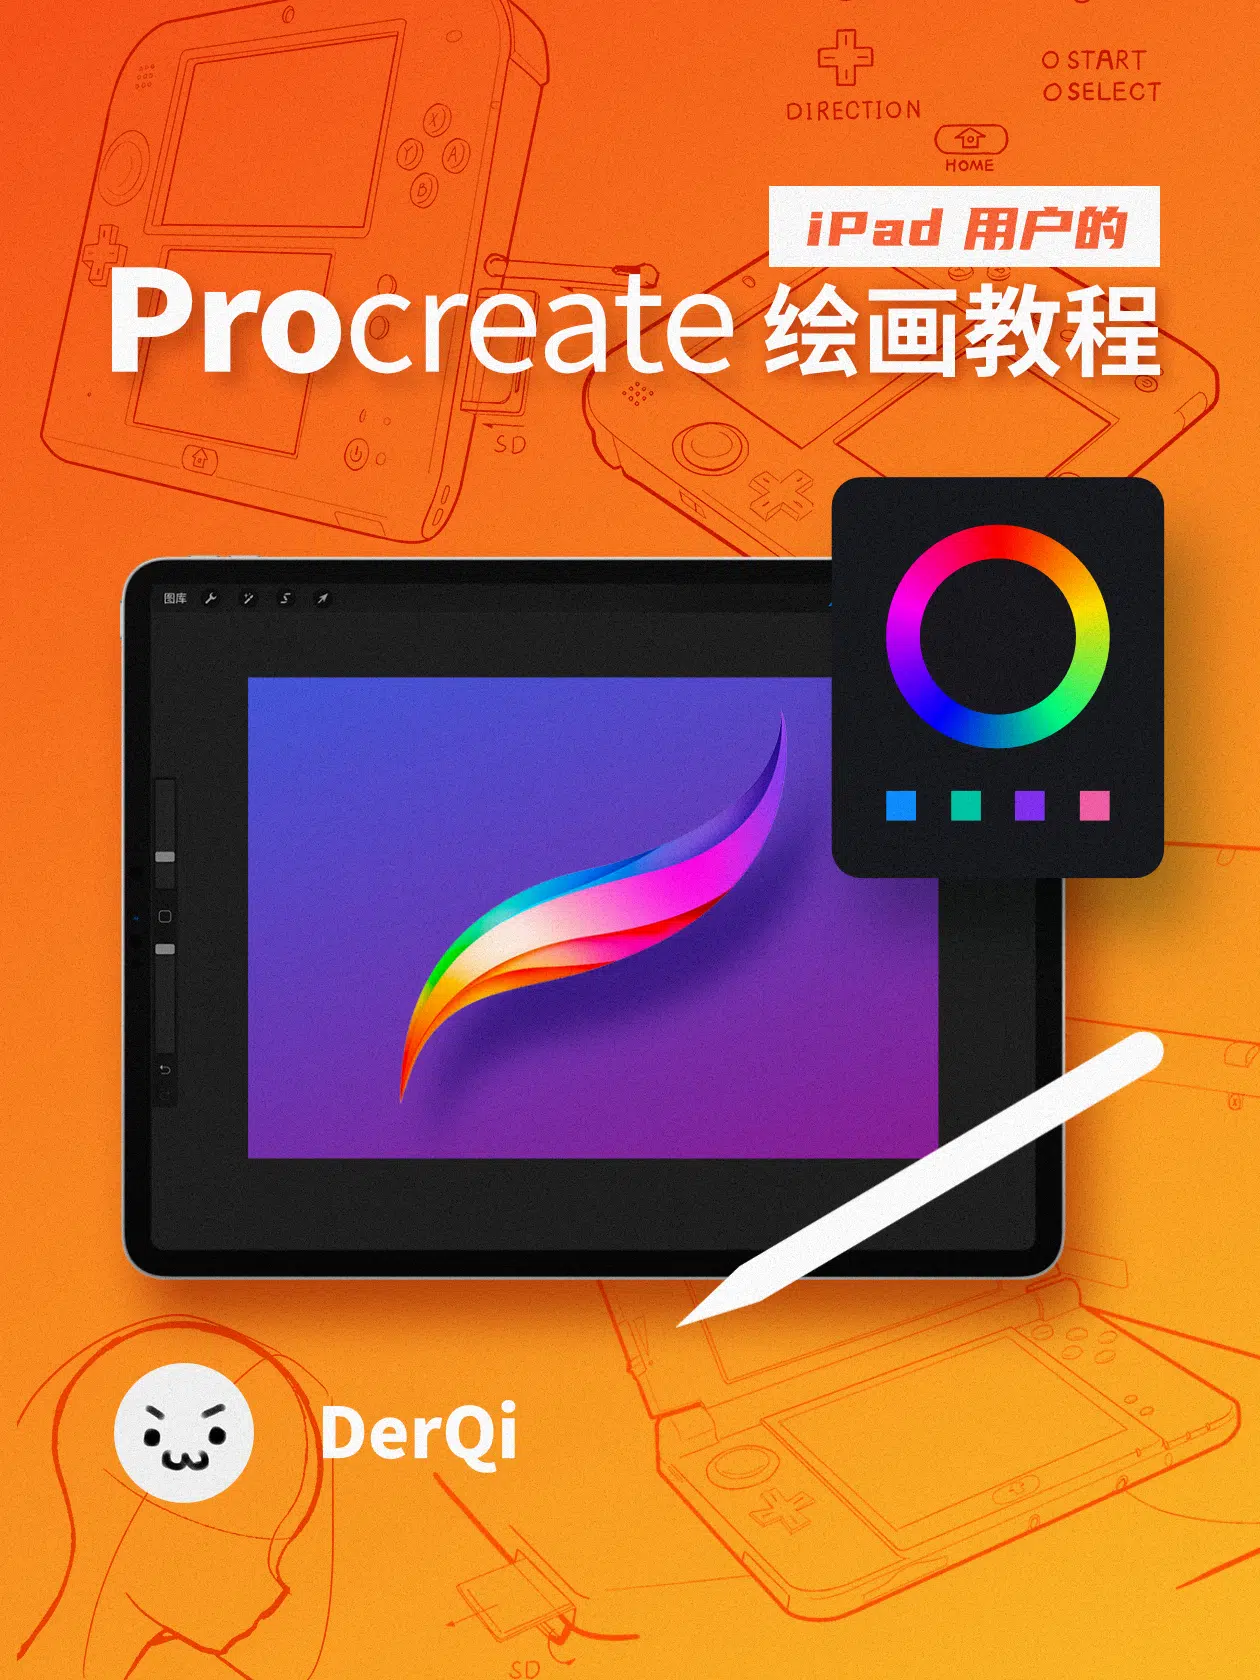 X
Y
A
B
DIRECTION
START
SELECT
HOME
iPad 用户的
Procreate 绘画教程
SD
图库
DerQi
SD